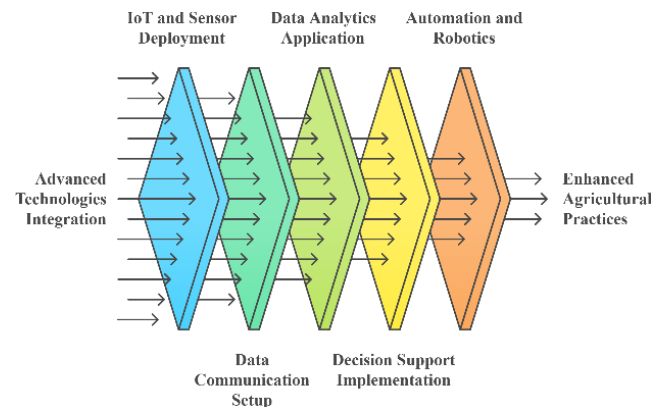 IoT and Sensor
Deployment
Data Analytics
Application
Automation and
Robotics
Advanced
Technologies
Integration
Enhanced
Agricultural
Practices
Data
Communication
Setup
Decision Support
Implementation